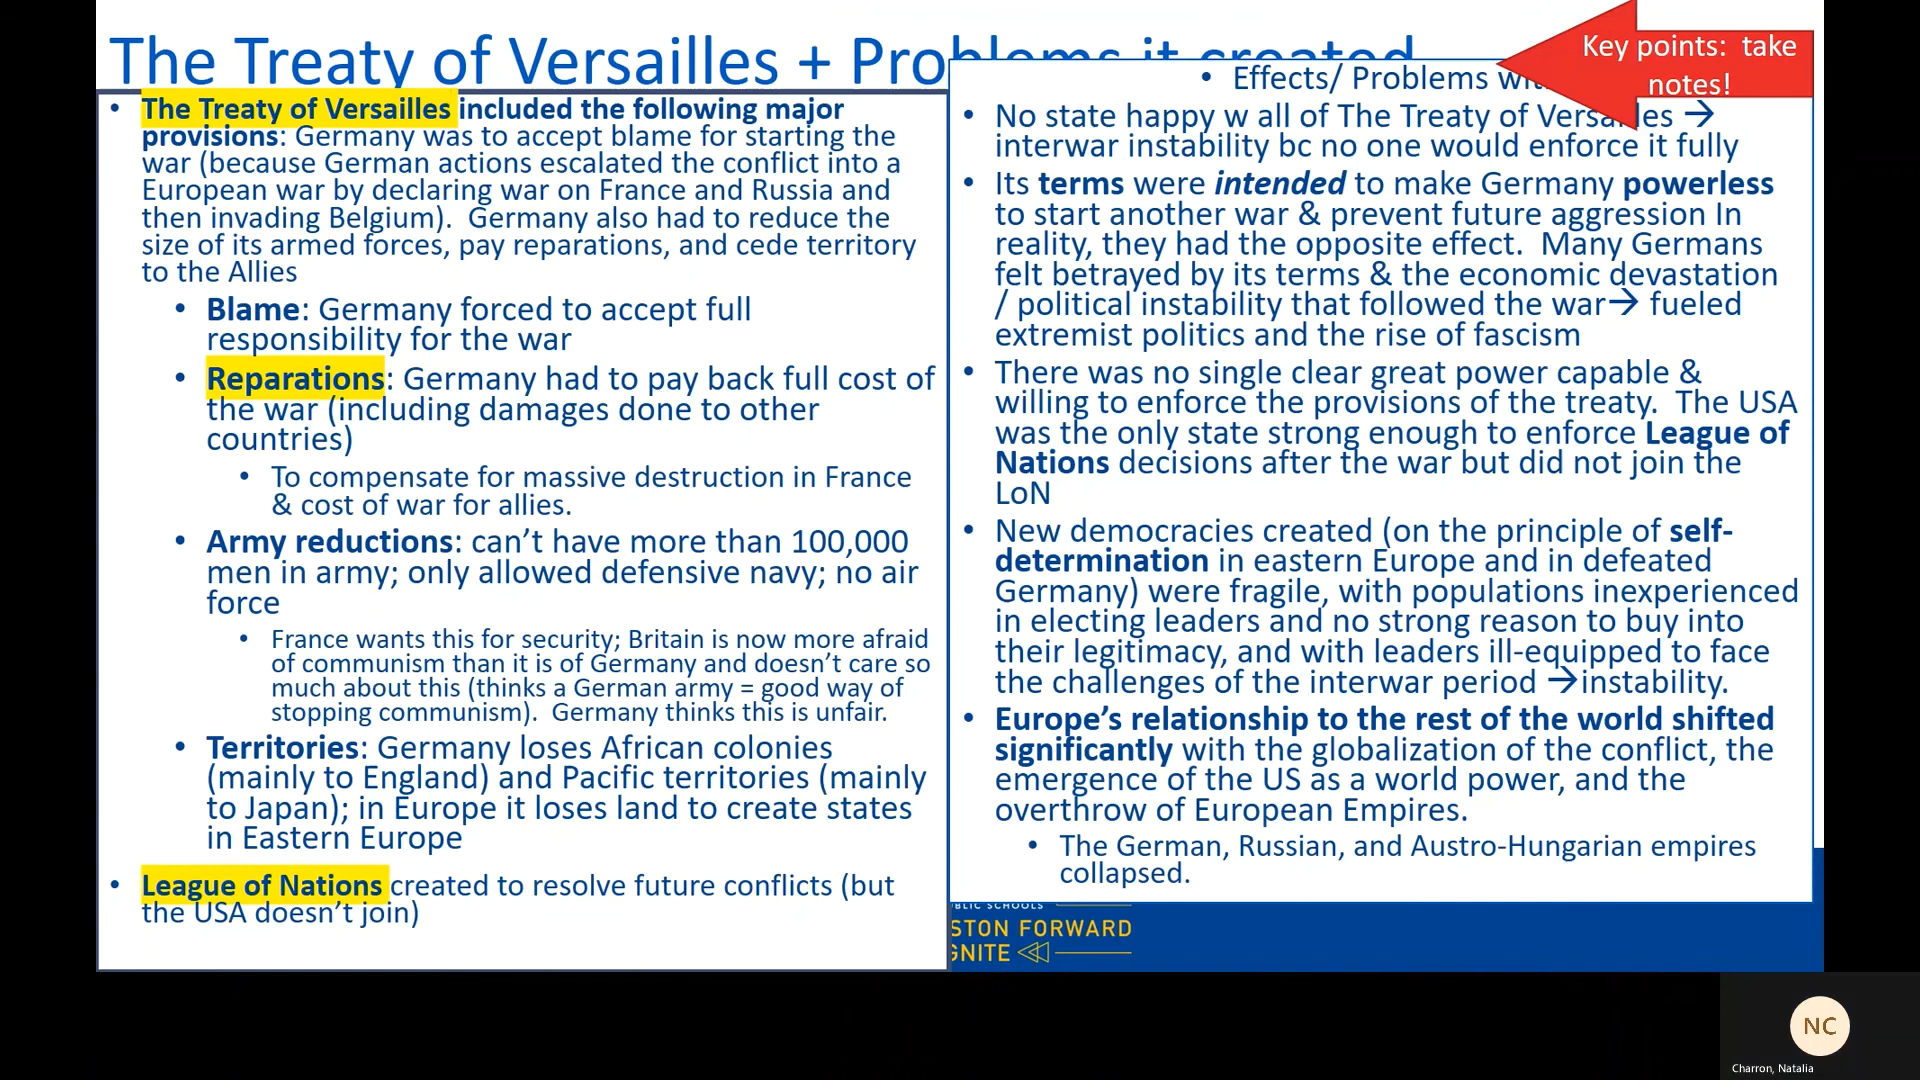 The Treaty of Versailles + Problems it created
Key points: take
notes!
• The Treaty of Versailles included the following major
provisions: Germany was to accept blame for starting the
war (because German actions escalated the conflict into a
European war by declaring war on France and Russia and
then invading Belgium). Germany also had to reduce the
size of its armed forces, pay reparations, and cede territory
to the Allies
• Blame: Germany forced to accept full
responsibility for the war
• Reparations: Germany had to pay back full cost of
the war (including damages done to other
countries)
• To compensate for massive destruction in France
& cost of war for allies.
• Army reductions: can’t have more than 100,000
men in army; only allowed defensive navy; no air
force
• France wants this for security; Britain is now more afraid
of communism than it is of Germany and doesn’t care so
much about this (thinks a German army = good way of
stopping communism). Germany thinks this is unfair.
• Territories: Germany loses African colonies
(mainly to England) and Pacific territories (mainly
to Japan); in Europe it loses land to create states
in Eastern Europe
• League of Nations created to resolve future conflicts (but
the USA doesn’t join)
• Effects/ Problems
• No state happy w all of The Treaty of Versailles →
interwar instability bc no one would enforce it fully
• Its terms were intended to make Germany powerless
to start another war & prevent future aggression In
reality, they had the opposite effect. Many Germans
felt betrayed by its terms & the economic devastation
/ political instability that followed the war→ fueled
extremist politics and the rise of fascism
• There was no single clear great power capable &
willing to enforce the provisions of the treaty. The USA
was the only state strong enough to enforce League of
Nations decisions after the war but did not join the
LoN
• New democracies created (on the principle of self-
determination in eastern Europe and in defeated
Germany) were fragile, with populations inexperienced
in electing leaders and no strong reason to buy into
their legitimacy, and with leaders ill-equipped to face
the challenges of the interwar period →instability.
• Europe’s relationship to the rest of the world shifted
significantly with the globalization of the conflict, the
emergence of the US as a world power, and the
overthrow of European Empires.
• The German, Russian, and Austro-Hungarian empires
collapsed.
BLIC SCHOOLS
STON FORWARD
GNITE
NC
Charron, Natalia